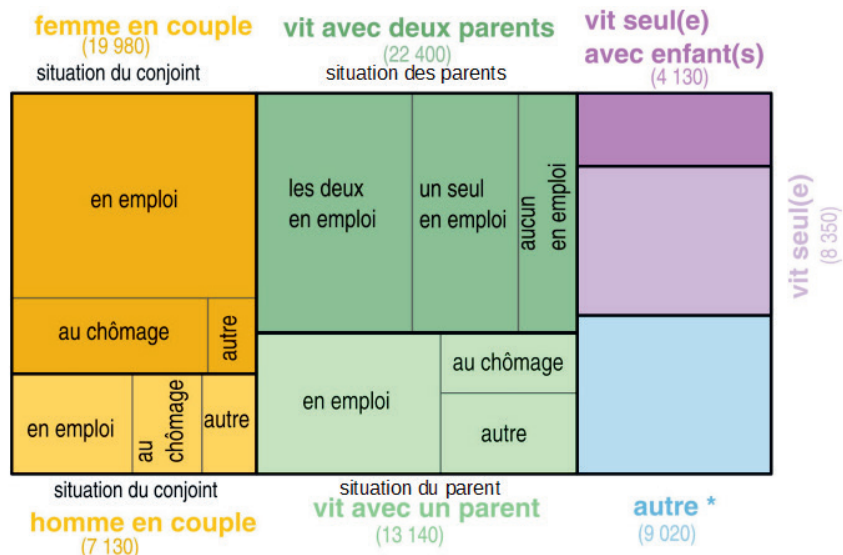 femme en couple
(19 980)
situation du conjoint
vit avec deux parents
(22 400)
situation des parents
vit seul(e)
avec enfant(s)
(4 130)
en emploi
les deux
en emploi
un seul
en emploi
aucun
en emploi
vit seul(e)
(8 350)
au chômage
autre
en emploi
au
chômage
autre
en emploi
au chômage
autre
situation du conjoint
homme en couple
(7 130)
situation du parent
vit avec un parent
(13 140)
autre *
(9 020)